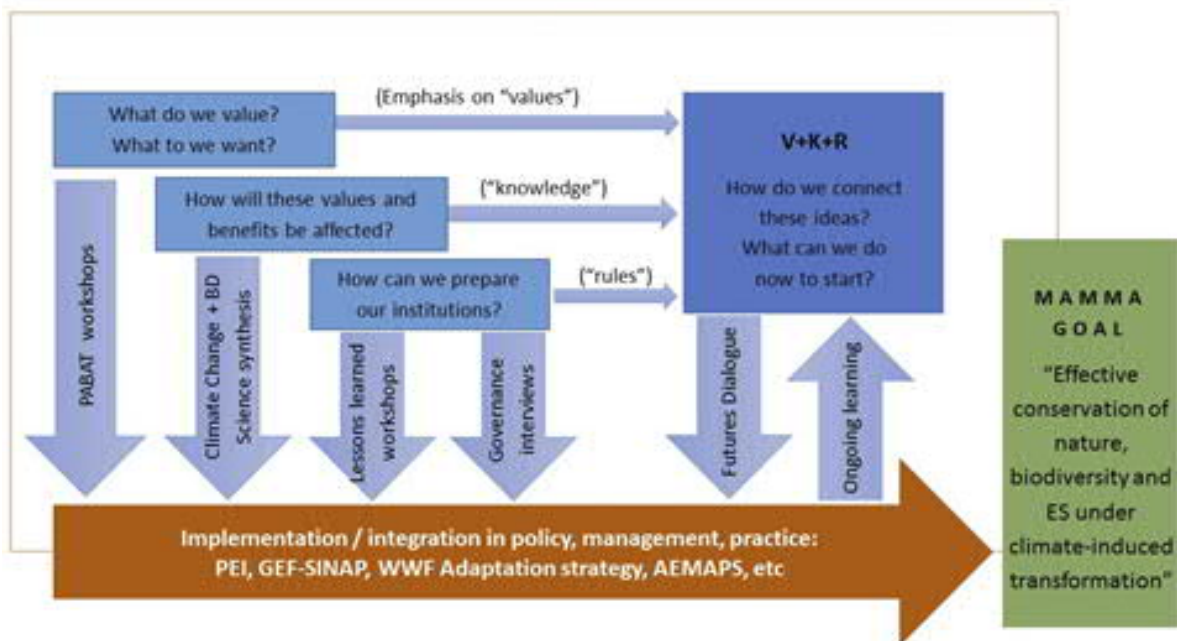 What do we value?
What to we want?
(Emphasis on "values")
How will these values and
benefits be affected?
("knowledge")
How can we prepare
our institutions?
("rules")
V+K+R
How do we connect
these ideas?
What can we do
now to start?
PABAT workshops
Climate Change + BD
Science synthesis
Lessons learned
workshops
Governance
interviews
Futures Dialogue
Ongoing learning
Implementation / integration in policy, management, practice:
PEI, GEF-SINAP, WWF Adaptation strategy, AEMAPS, etc
MAMMA
GOAL
"Effective
conservation of
nature,
biodiversity and
ES under
climate-induced
transformation"